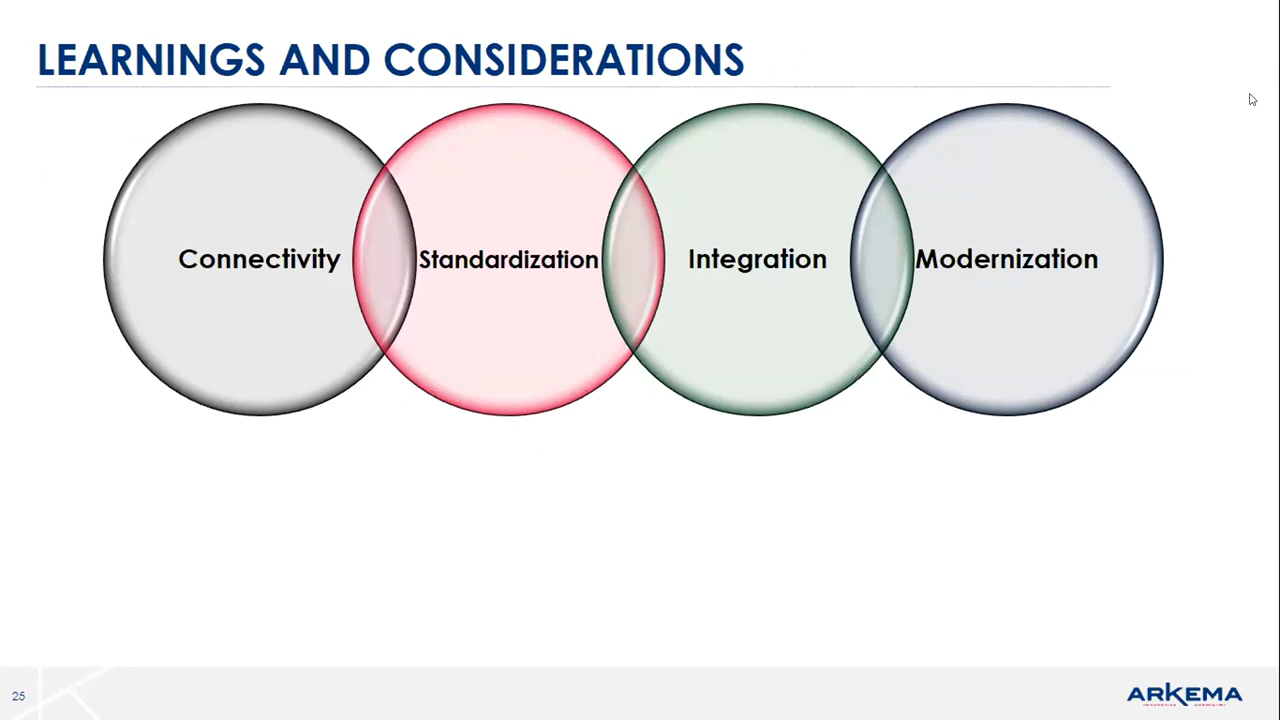 LEARNINGS AND CONSIDERATIONS
Connectivity
Standardization
Integration
Modernization
25
ARKEMA